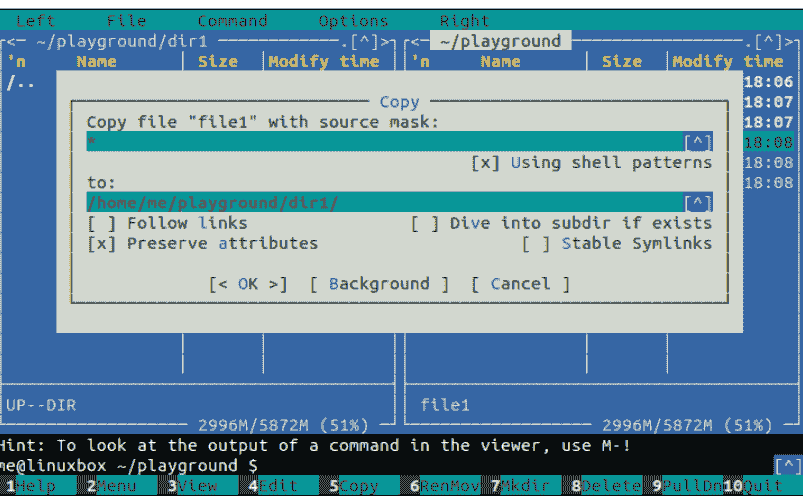 Left File Command Options Right
<─ ~/playground/dir1 ─.[^]> <─ ~/playground ─.[^]>
'n Name Size Modify time 'n Name Size Modify time
/.. 18:06
18:07
Copy
Copy file "file1" with source mask: 18:07
* [^] 18:08
[x] Using shell patterns 18:08
to: 18:08
/home/me/playground/dir1/ [^]
[ ] Follow links [ ] Dive into subdir if exists
[x] Preserve attributes [ ] Stable Symlinks
[< OK >] [ Background ] [ Cancel ]
UP--DIR file1
2996M/5872M (51%) 2996M/5872M (51%)
Hint: To look at the output of a command in the viewer, use M-!
me@linuxbox ~/playground $ [^]
1Help 2Menu 3View 4Edit 5Copy 6RenMov 7Mkdir 8Delete 9PullDn 10Quit